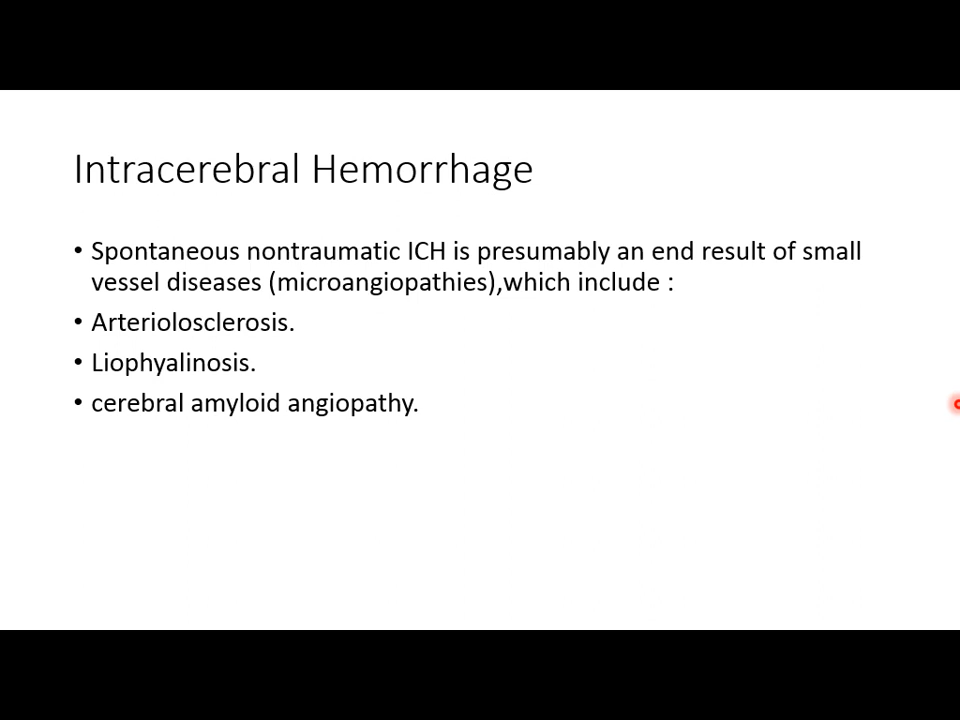 Intracerebral Hemorrhage
• Spontaneous nontraumatic ICH is presumably an end result of small
vessel diseases (microangiopathies),which include :
• Arteriolosclerosis.
• Liophyalinosis.
• cerebral amyloid angiopathy.